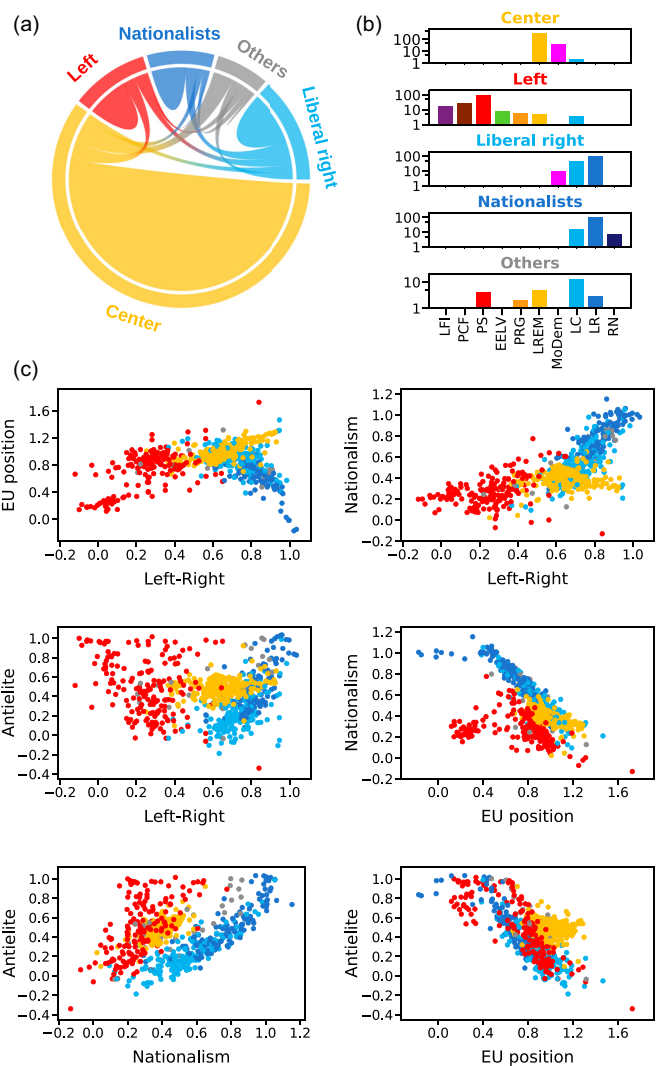 (a)
Nationalists
Left
Others
Liberal right
Center
(b)
Center
100
10
1
Left
100
10
1
Liberal right
100
10
1
Nationalists
100
10
1
Others
10
1
LFI
PCF
PS
EELV
PRG
LREM
MoDem
LC
LR
RN
(c)
EU position
1.6
1.2
0.8
0.4
0.0
−0.2 0.0 0.2 0.4 0.6 0.8 1.0
Left-Right
Nationalism
1.2
1.0
0.8
0.6
0.4
0.2
0.0
−0.2
−0.2 0.0 0.2 0.4 0.6 0.8 1.0
Left-Right
Antielite
1.0
0.8
0.6
0.4
0.2
0.0
−0.2
−0.4
−0.2 0.0 0.2 0.4 0.6 0.8 1.0
Left-Right
Nationalism
1.2
1.0
0.8
0.6
0.4
0.2
0.0
−0.2
0.0 0.4 0.8 1.2 1.6
EU position
Antielite
1.0
0.8
0.6
0.4
0.2
0.0
−0.2
−0.4
0.0 0.2 0.4 0.6 0.8 1.0 1.2
Nationalism
Antielite
1.0
0.8
0.6
0.4
0.2
0.0
−0.2
−0.4
0.0 0.4 0.8 1.2 1.6
EU position